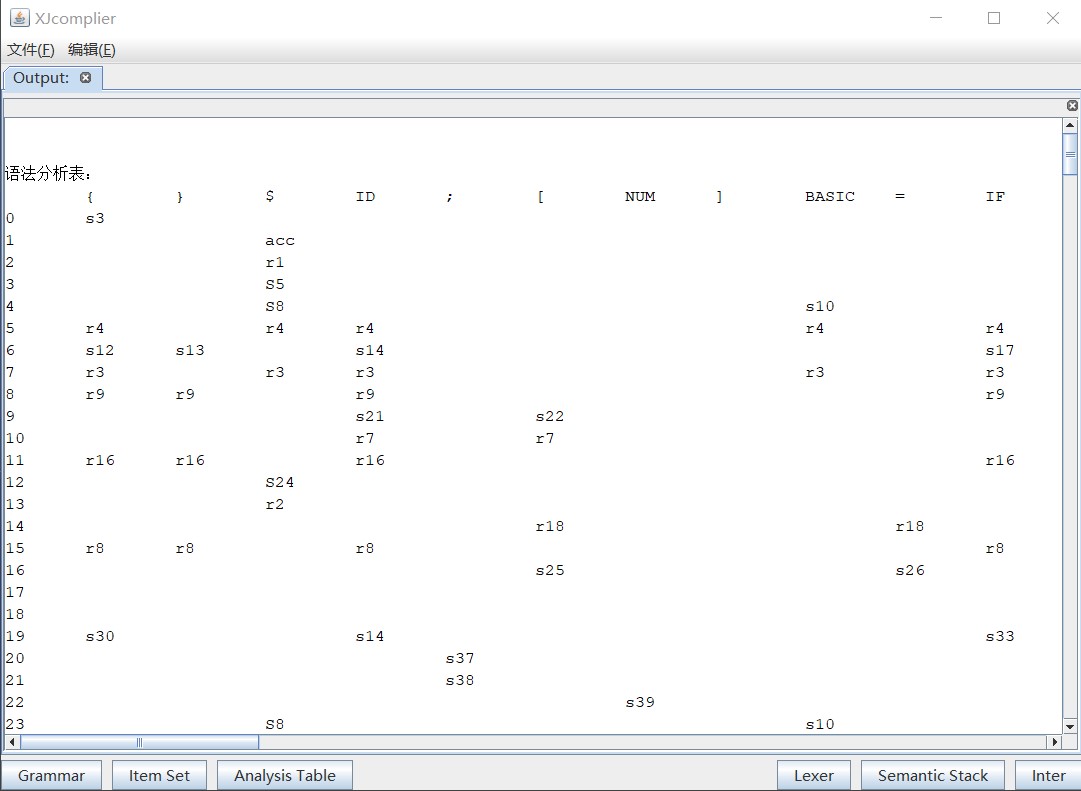 XJcomplier
文件(F) 编辑(E)
Output:
语法分析表:
{ } $ ID ; [ NUM ] BASIC = IF
0 s3
1 acc
2 r1
3 S5
4 S8 s10
5 r4 r4 r4 r4 r4
6 s12 s13 s14 s17
7 r3 r3 r3 r3 r3
8 r9 r9 r9 r9
9 s21 s22
10 r7 r7
11 r16 r16 r16 r16
12 S24
13 r2
14 r18 r18
15 r8 r8 r8 r8
16 s25 s26
17
18
19 s30 s14 s33
20 s37
21 s38
22 s39
23 S8 s10
Grammar Item Set Analysis Table Lexer Semantic Stack Inter